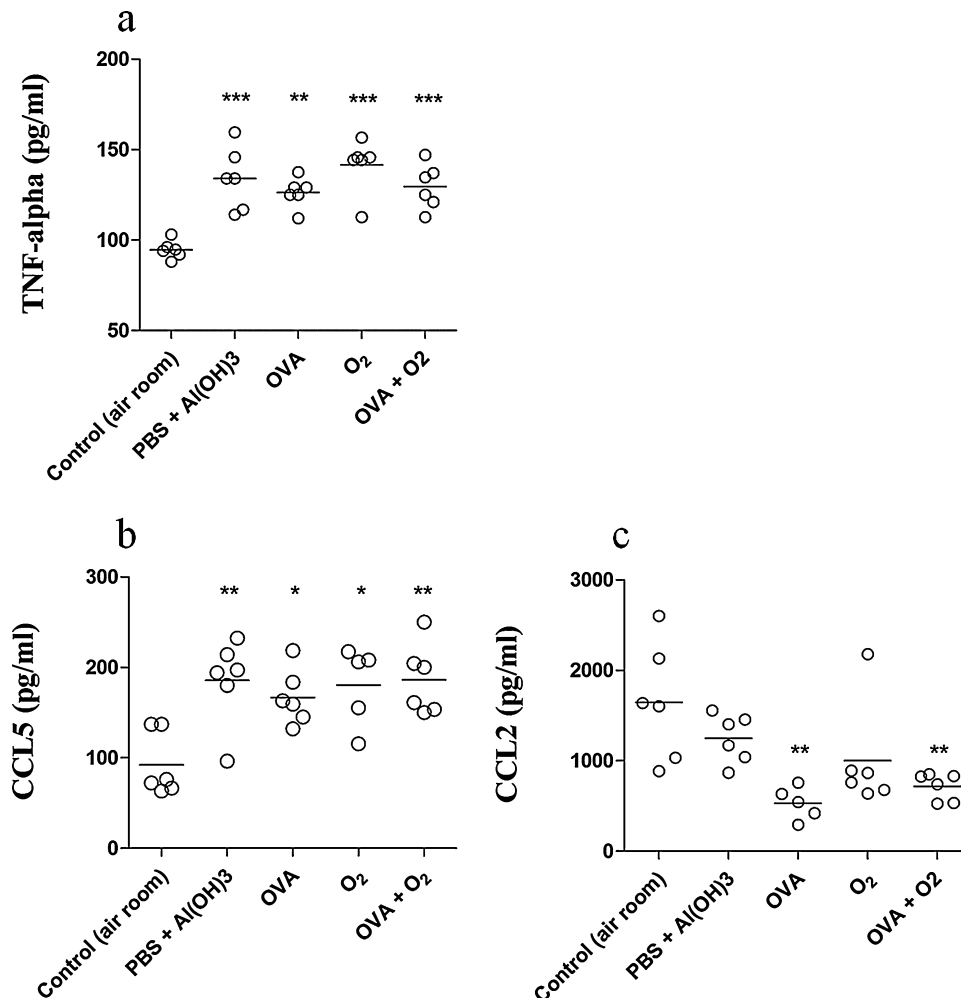 a
TNF-alpha (pg/ml)
200
150
100
50
*** ** *** ***
Control (air room)
PBS + Al(OH)3
OVA
O₂
OVA + O2
b
CCL5 (pg/ml)
300
200
100
0
** * * **
Control (air room)
PBS + Al(OH)3
OVA
O₂
OVA + O₂
c
CCL2 (pg/ml)
3000
2000
1000
0
** **
Control (air room)
PBS + Al(OH)3
OVA
O₂
OVA + O2